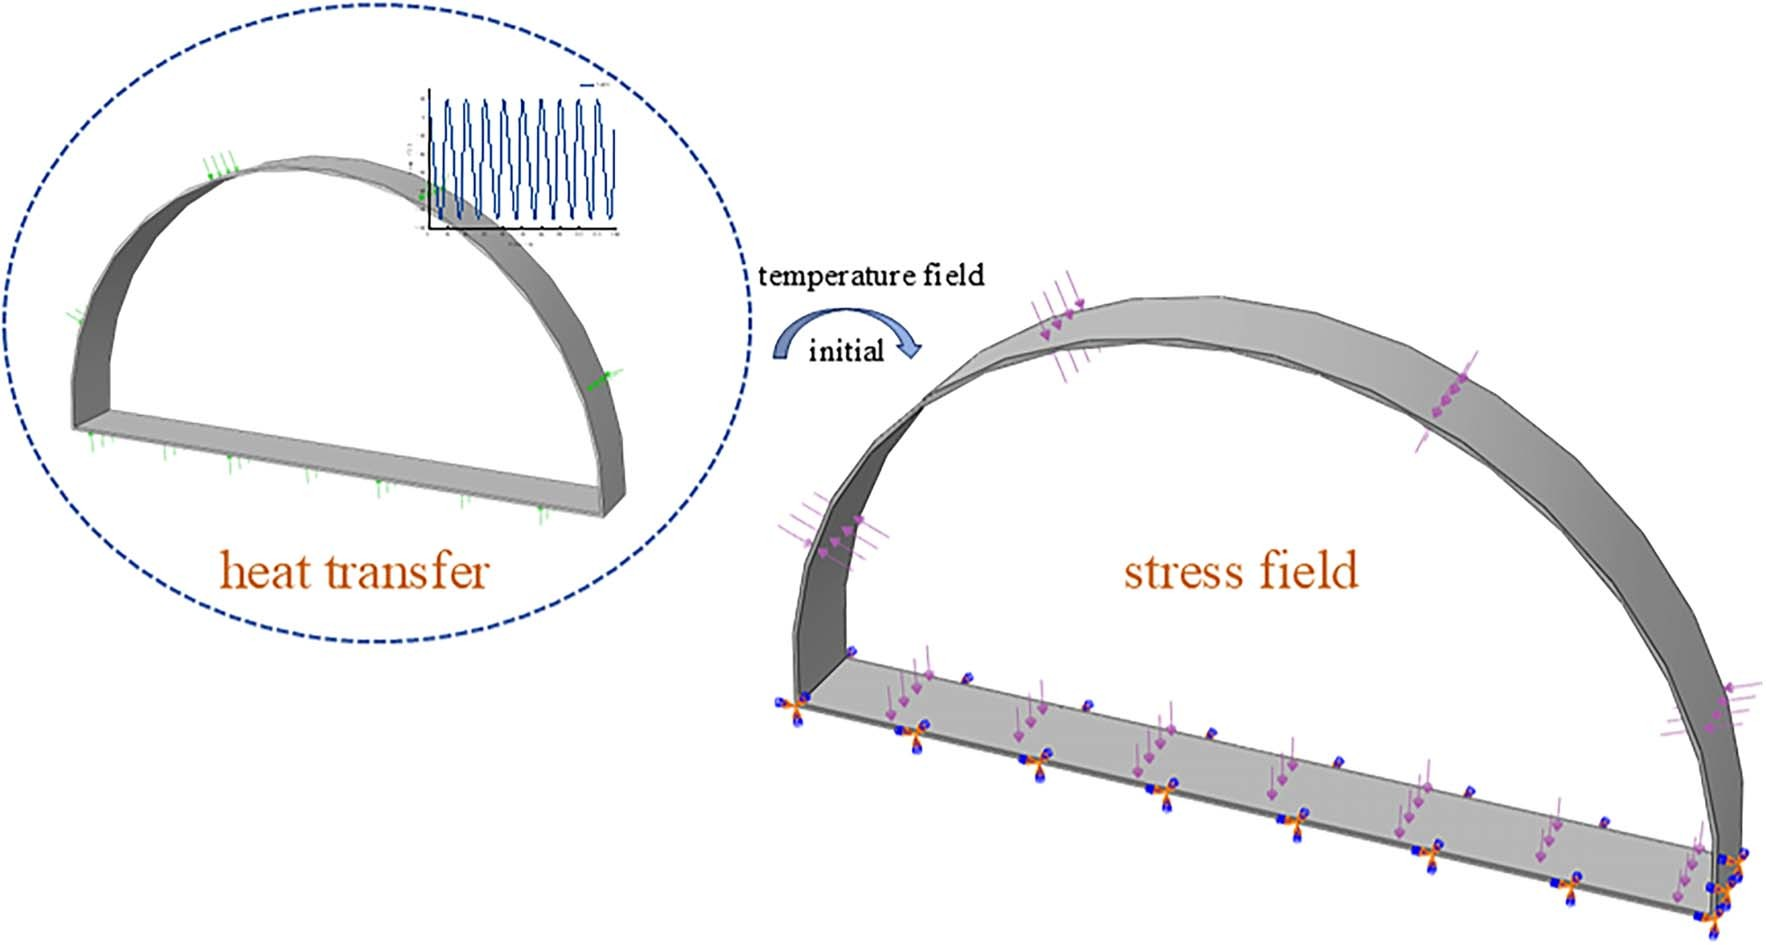 temperature field
initial
heat transfer
stress field